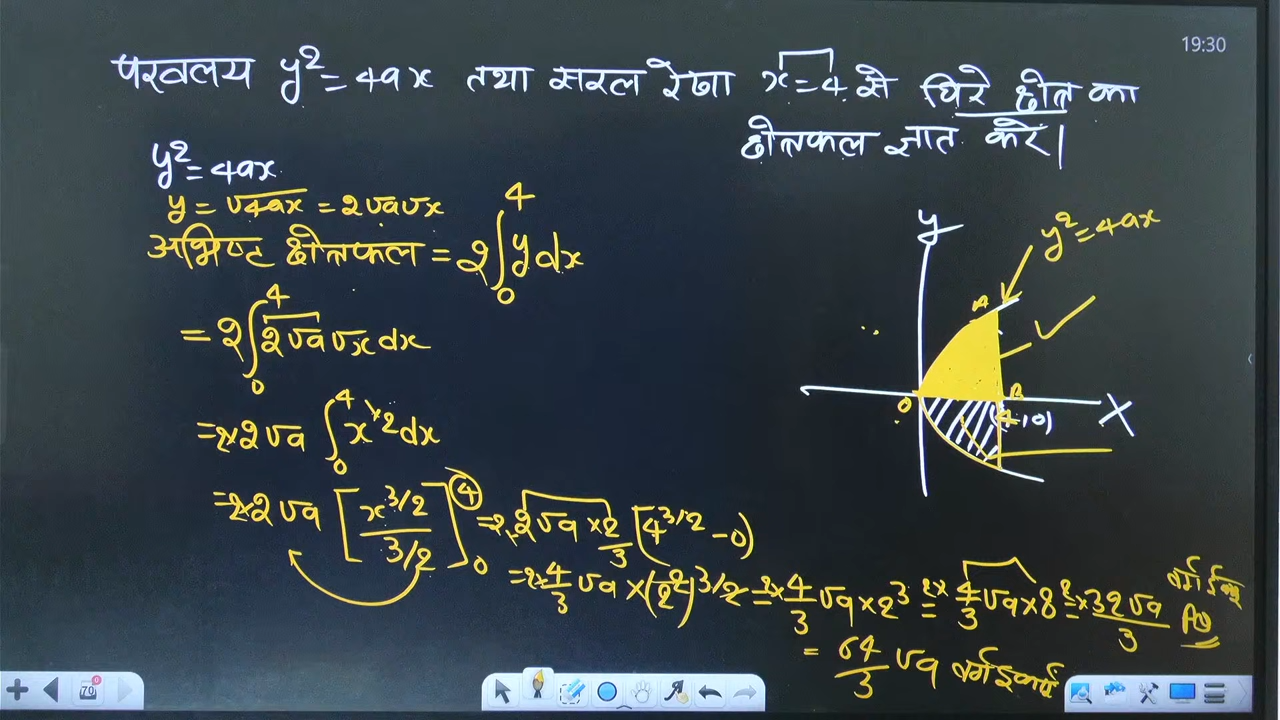 19:30
परवलय y² = 4ax तथा सरल रेखा x = 4 से घिरे क्षेत्र का
क्षेत्रफल ज्ञात करे।
y² = 4ax
y = √4ax = 2√a√x
अभिष्ट क्षेत्रफल = 2∫₀⁴ y dx
= 2∫₀⁴ 2√a √x dx
= 2×2√a ∫₀⁴ x^1/2 dx
= 2×2√a [x^3/2 / 3/2]₀⁴ = 2×2√a × 2/3 [4^3/2 - 0)
= 2×4/3 √a × (2²)^3/2 = 2×4/3 √a × 2³ = 2×4/3 √a × 8 = 2×32√a/3 वर्ग
= 64/3 √a वर्ग इकाई
y
y² = 4ax
A
O
B
(4,0)
X
70